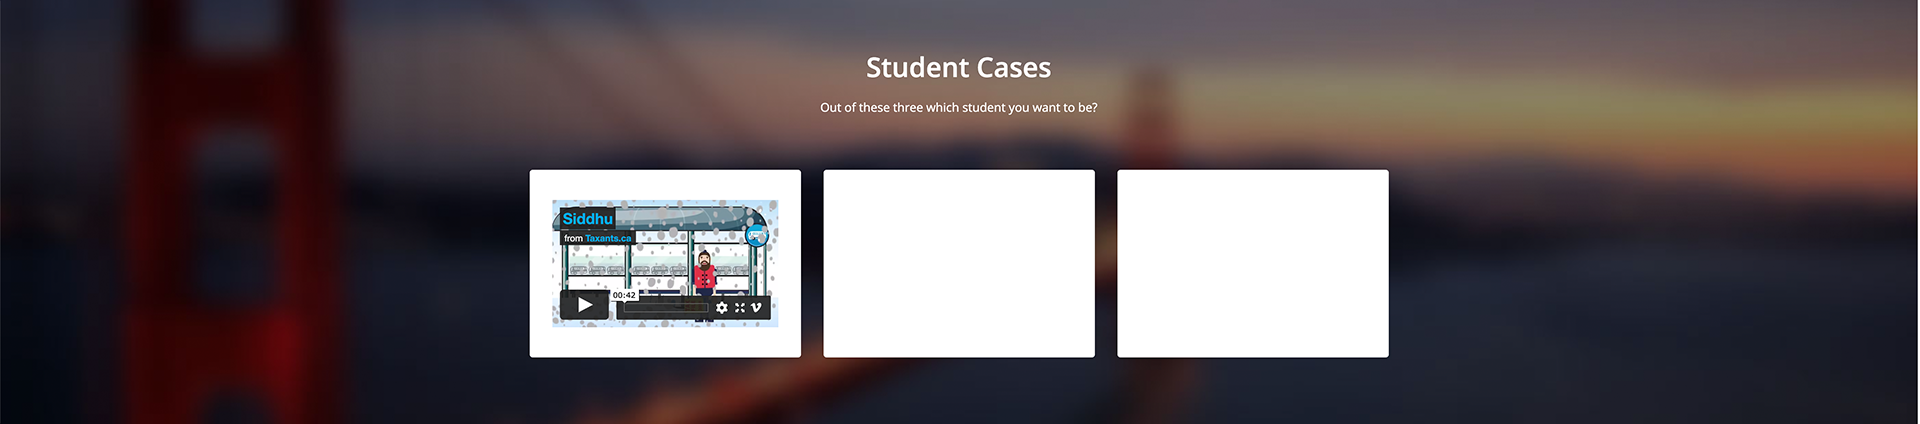 Student Cases
Out of these three which student you want to be?
Siddhu
from Taxants.ca
00:42